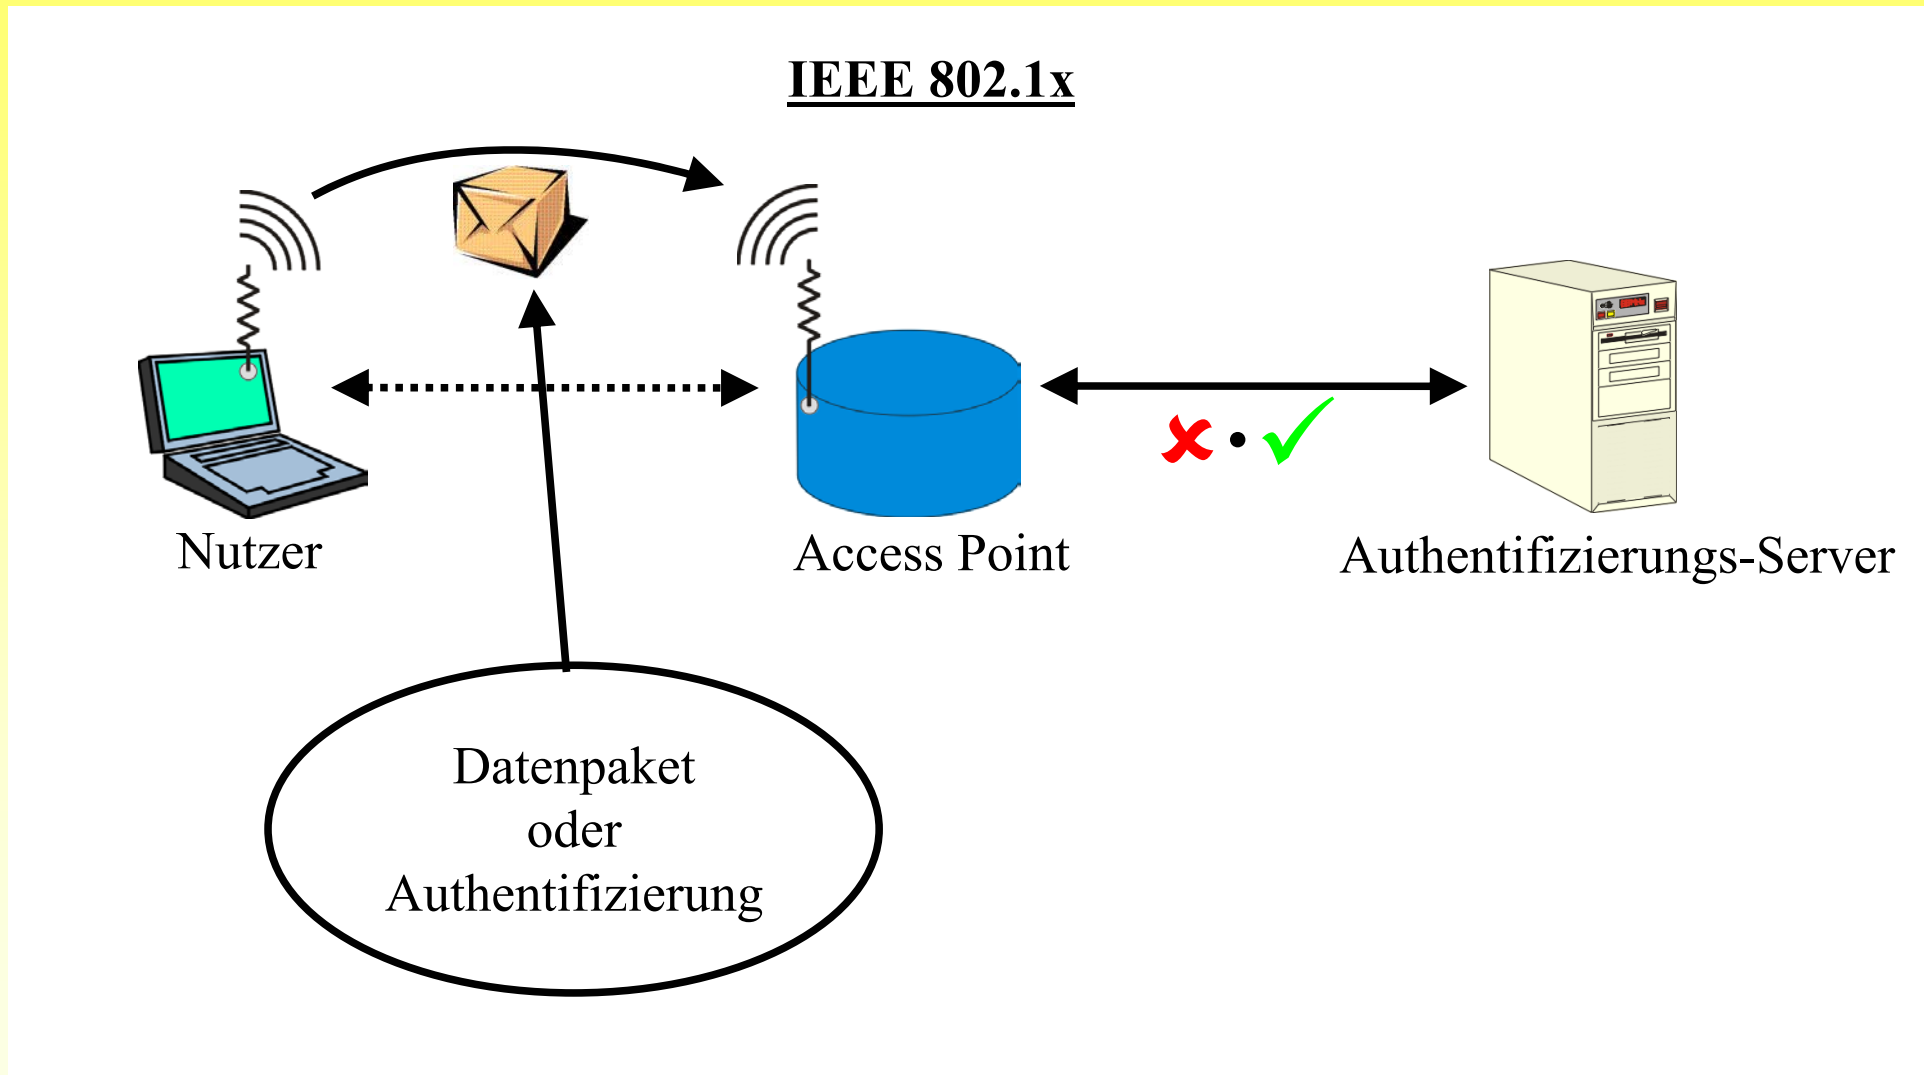 IEEE 802.1x
Nutzer
Access Point
Authentifizierungs-Server
Datenpaket
oder
Authentifizierung